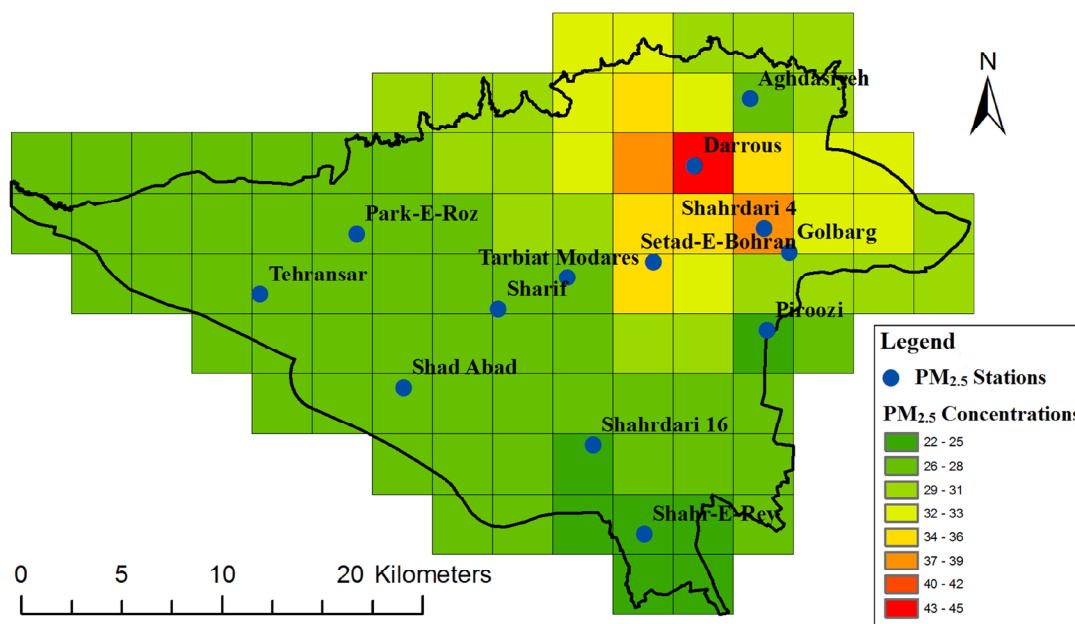 N
Aghdasiyeh
Darrous
Park-E-Roz
Shahrdari 4
Golbarg
Setad-E-Bohran
Tarbiat Modares
Tehransar
Sharif
Piroozi
Shad Abad
Shahrdari 16
Shahr-E-Rey
0 5 10 20 Kilometers
Legend
PM2.5 Stations
PM2.5 Concentrations
22 - 25
26 - 28
29 - 31
32 - 33
34 - 36
37 - 39
40 - 42
43 - 45